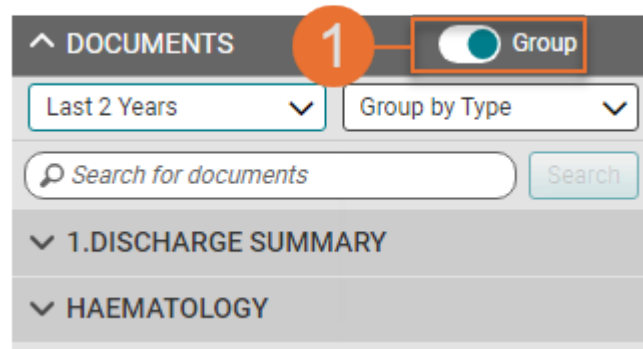 DOCUMENTS 1 Group
Last 2 Years Group by Type
Search for documents Search
1.DISCHARGE SUMMARY
HAEMATOLOGY